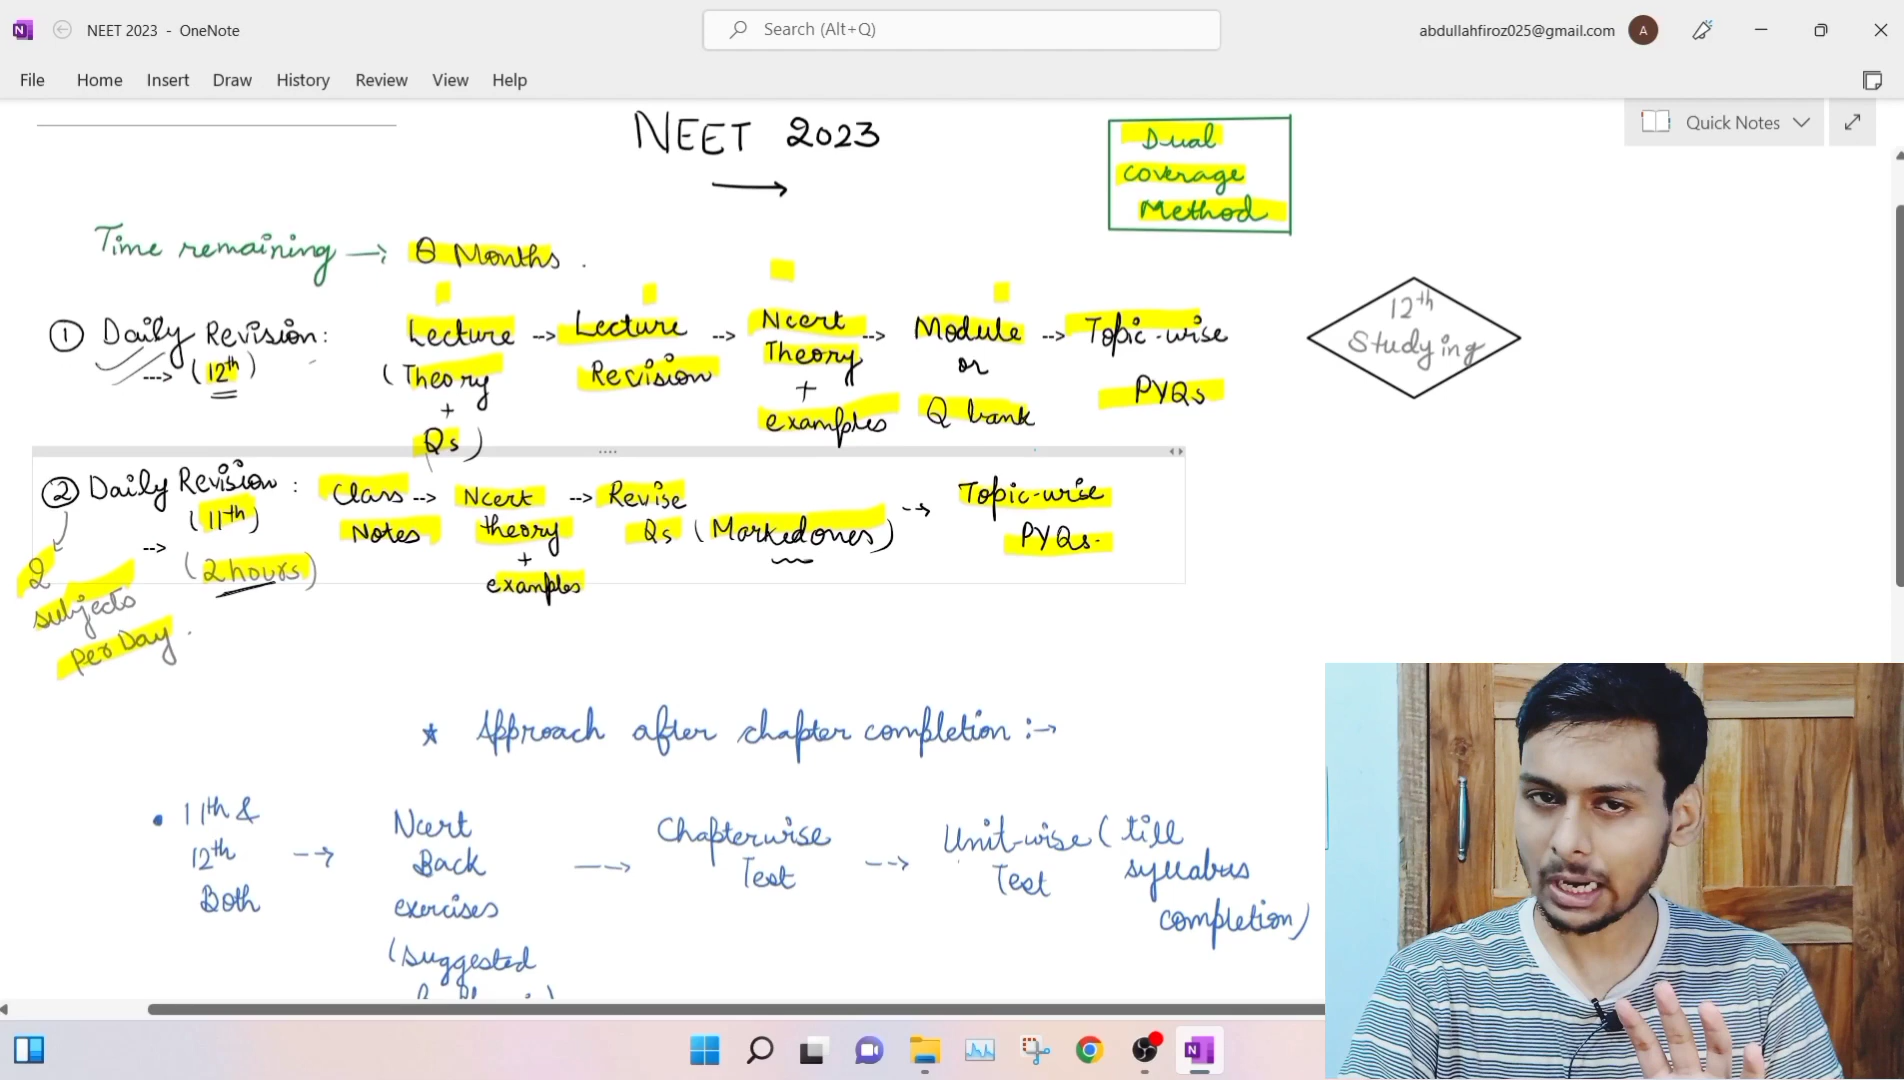 NEET 2023 - OneNote
Search (Alt+Q)
abdullahfiroz025@gmail.com
A
File Home Insert Draw History Review View Help
Quick Notes
NEET 2023
Dual
coverage
Method
Time remaining → 8 Months.
① Daily Revision:
---> (12th)
Lecture
(Theory
+
Qs)
--> Lecture
Revision
--> Ncert
Theory
+
examples
--> Module
or
Q bank
--> Topic-wise
PYQs
12th
Studying
② Daily Revision :
(11th)
--> (2 hours)
2
subjects
Per Day.
Class
Notes
--> Ncert
theory
+
examples
--> Revise
Qs (Marked ones)
--> Topic-wise
PYQs.
* Approach after chapter completion :→
• 11th &
12th
Both
--> Ncert
Back
exercises
(suggested
→ Chapterwise
Test
--> Unit-wise (till
Test syllabus
completion)